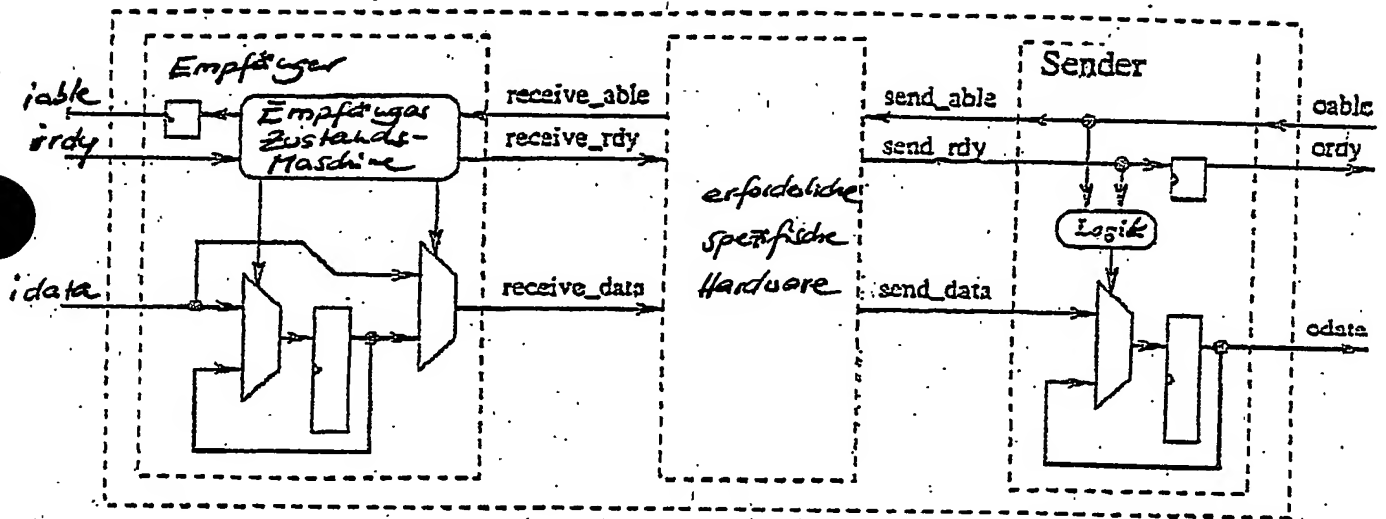 Empfänger
iable
irdy
idata
Empfänger
Zustands-
Maschine
receive_able
receive_rdy
receive_data
erforderliche
spezifische
Hardware
Sender
send_able
send_rdy
send_data
Logik
oable
ordy
odata